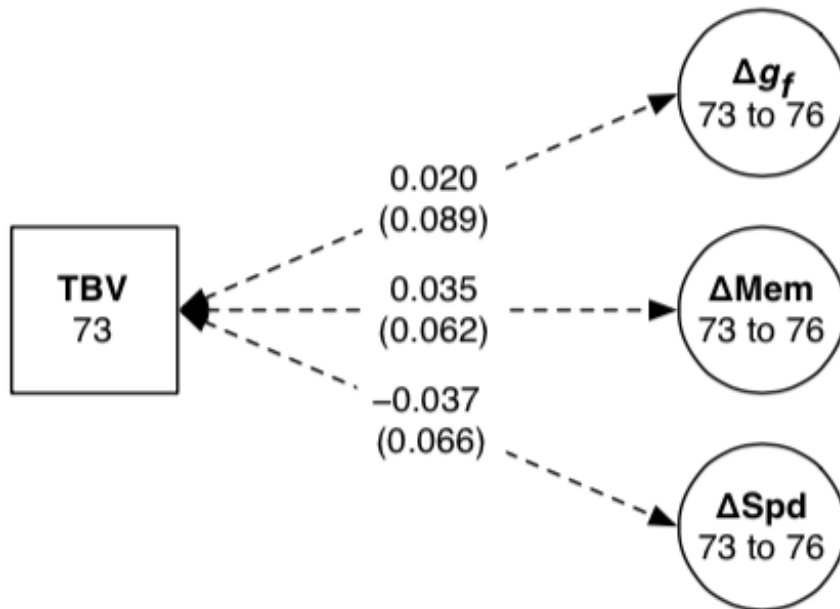 Δg_f
73 to 76
0.020
(0.089)
TBV
73
0.035
(0.062)
ΔMem
73 to 76
–0.037
(0.066)
ΔSpd
73 to 76